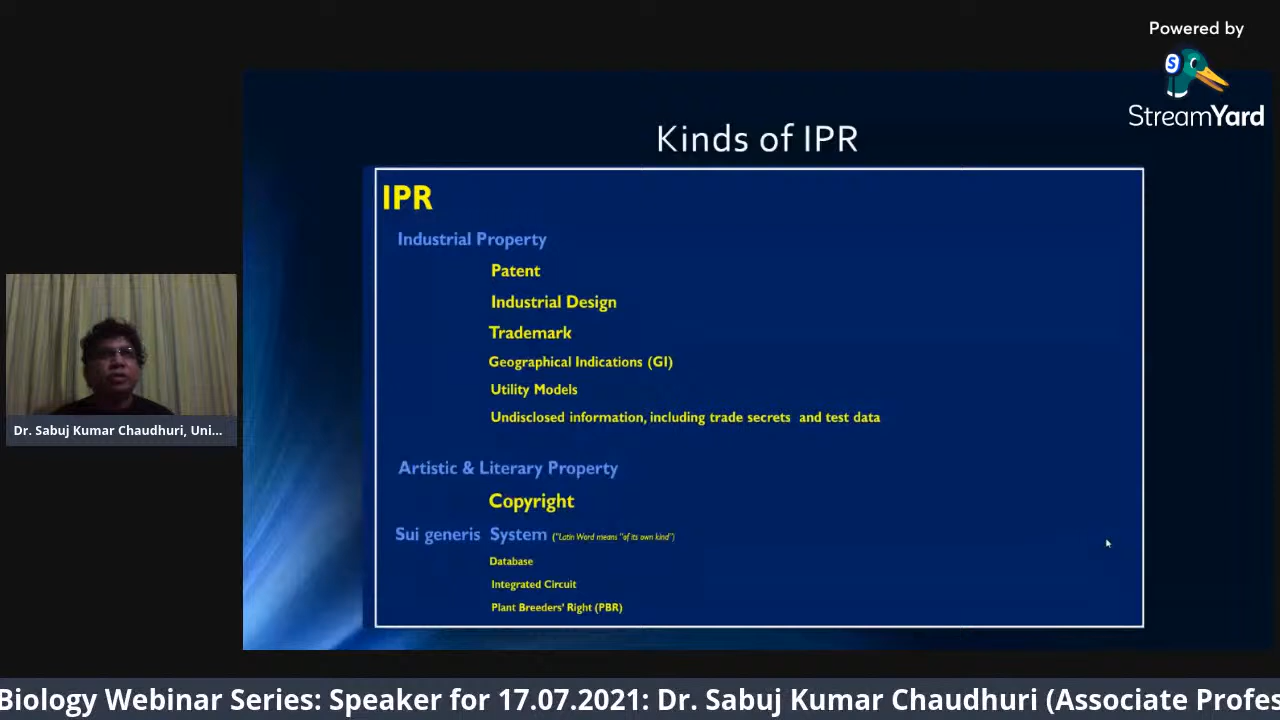 Powered by
StreamYard
Kinds of IPR
IPR
Industrial Property
Patent
Industrial Design
Trademark
Geographical Indications (GI)
Utility Models
Undisclosed information, including trade secrets and test data
Artistic & Literary Property
Copyright
Sui generis System ("Latin Word means "of its own kind")
Database
Integrated Circuit
Plant Breeders' Right (PBR)
Dr. Sabuj Kumar Chaudhuri, Uni...
Biology Webinar Series: Speaker for 17.07.2021: Dr. Sabuj Kumar Chaudhuri (Associate Profes